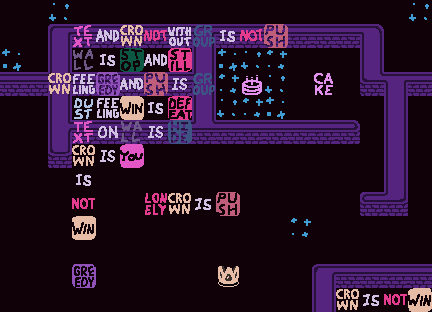 TEXT AND CROWN NOT WITHOUT GROUP IS NOT PUSH
WALL IS STOP AND STILL
CROWN FEELING GREEDY AND PUSH IS GROUP
CAKE
DUST FEELING WIN IS DEFEAT
TEXT ON WALL IS
CROWN IS YOU
IS
NOT
LONELY CROWN IS PUSH
WIN
GREEDY
CROWN IS NOT WIN